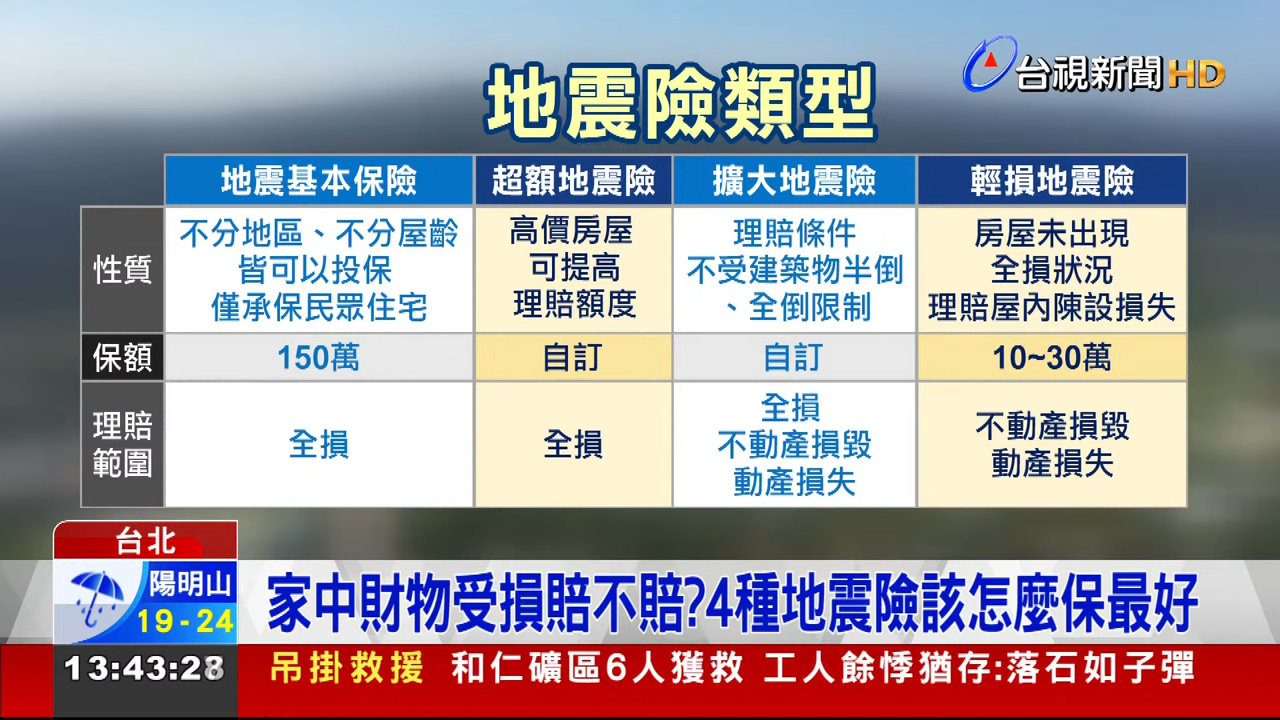 地震險類型
台視新聞HD
地震基本保險
超額地震險
擴大地震險
輕損地震險
性質
不分地區、不分屋齡
皆可以投保
僅承保民眾住宅
高價房屋
可提高
理賠額度
理賠條件
不受建築物半倒
、全倒限制
房屋未出現
全損狀況
理賠屋內陳設損失
保額
150萬
自訂
自訂
10~30萬
理賠
範圍
全損
全損
全損
不動產損毀
動產損失
不動產損毀
動產損失
台北
陽明山
19-24
家中財物受損賠不賠?4種地震險該怎麼保最好
13:43:28
吊掛救援 和仁礦區6人獲救 工人餘悸猶存:落石如子彈